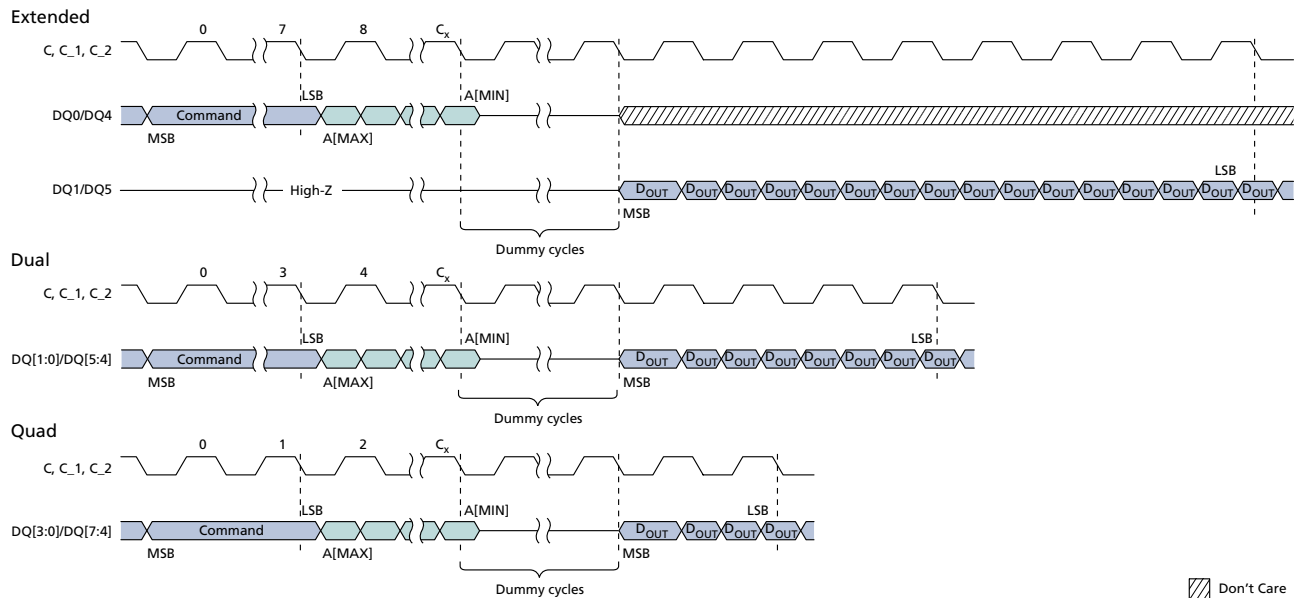 Extended
0 7 8 Cx
C, C_1, C_2
LSB A[MIN]
DQ0/DQ4 Command
MSB A[MAX]
LSB
DQ1/DQ5 High-Z DOUT DOUT DOUT DOUT DOUT DOUT DOUT DOUT DOUT DOUT DOUT DOUT DOUT DOUT DOUT DOUT
MSB
Dummy cycles
Dual
0 3 4 Cx
C, C_1, C_2
LSB A[MIN] LSB
DQ[1:0]/DQ[5:4] Command DOUT DOUT DOUT DOUT DOUT DOUT DOUT DOUT
MSB A[MAX] MSB
Dummy cycles
Quad
0 1 2 Cx
C, C_1, C_2
LSB A[MIN] LSB
DQ[3:0]/DQ[7:4] Command DOUT DOUT DOUT DOUT
MSB A[MAX] MSB
Dummy cycles
Don't Care